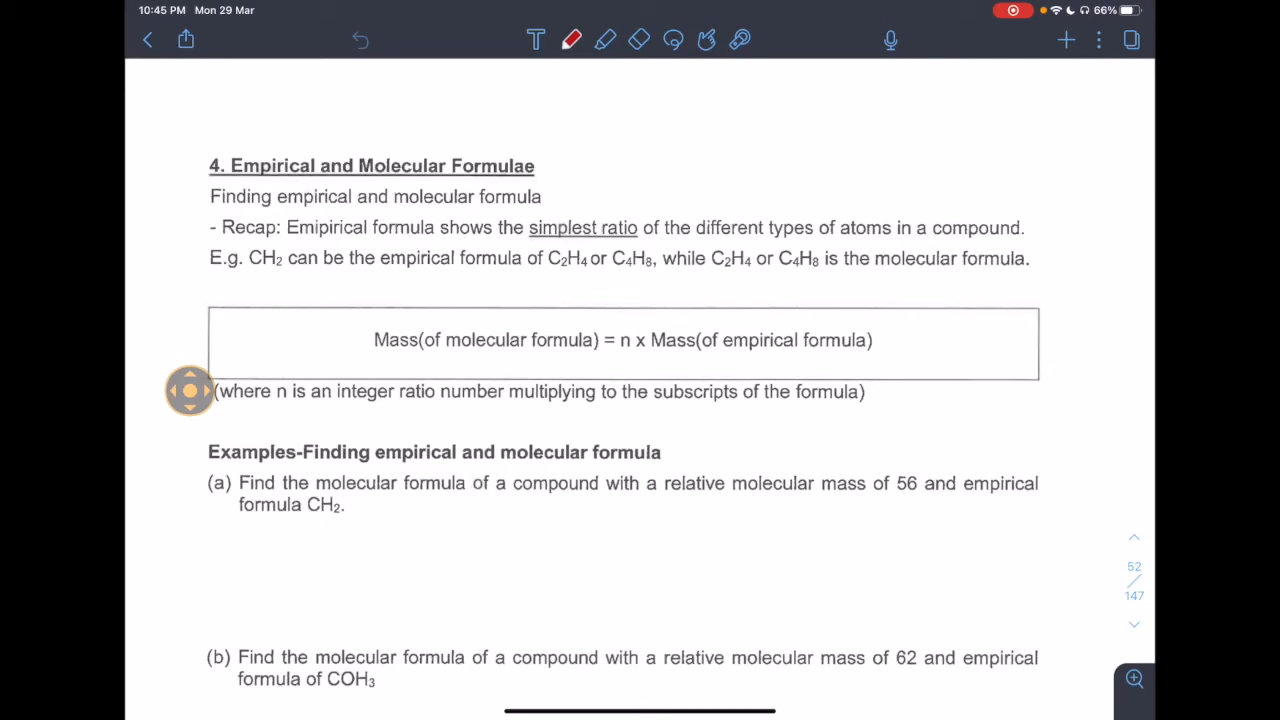 10:45 PM Mon 29 Mar
66%
4. Empirical and Molecular Formulae
Finding empirical and molecular formula
- Recap: Emipirical formula shows the simplest ratio of the different types of atoms in a compound.
E.g. CH₂ can be the empirical formula of C₂H₄ or C₄H₈, while C₂H₄ or C₄H₈ is the molecular formula.
Mass(of molecular formula) = n x Mass(of empirical formula)
(where n is an integer ratio number multiplying to the subscripts of the formula)
Examples-Finding empirical and molecular formula
(a) Find the molecular formula of a compound with a relative molecular mass of 56 and empirical
formula CH₂.
52
147
(b) Find the molecular formula of a compound with a relative molecular mass of 62 and empirical
formula of COH₃